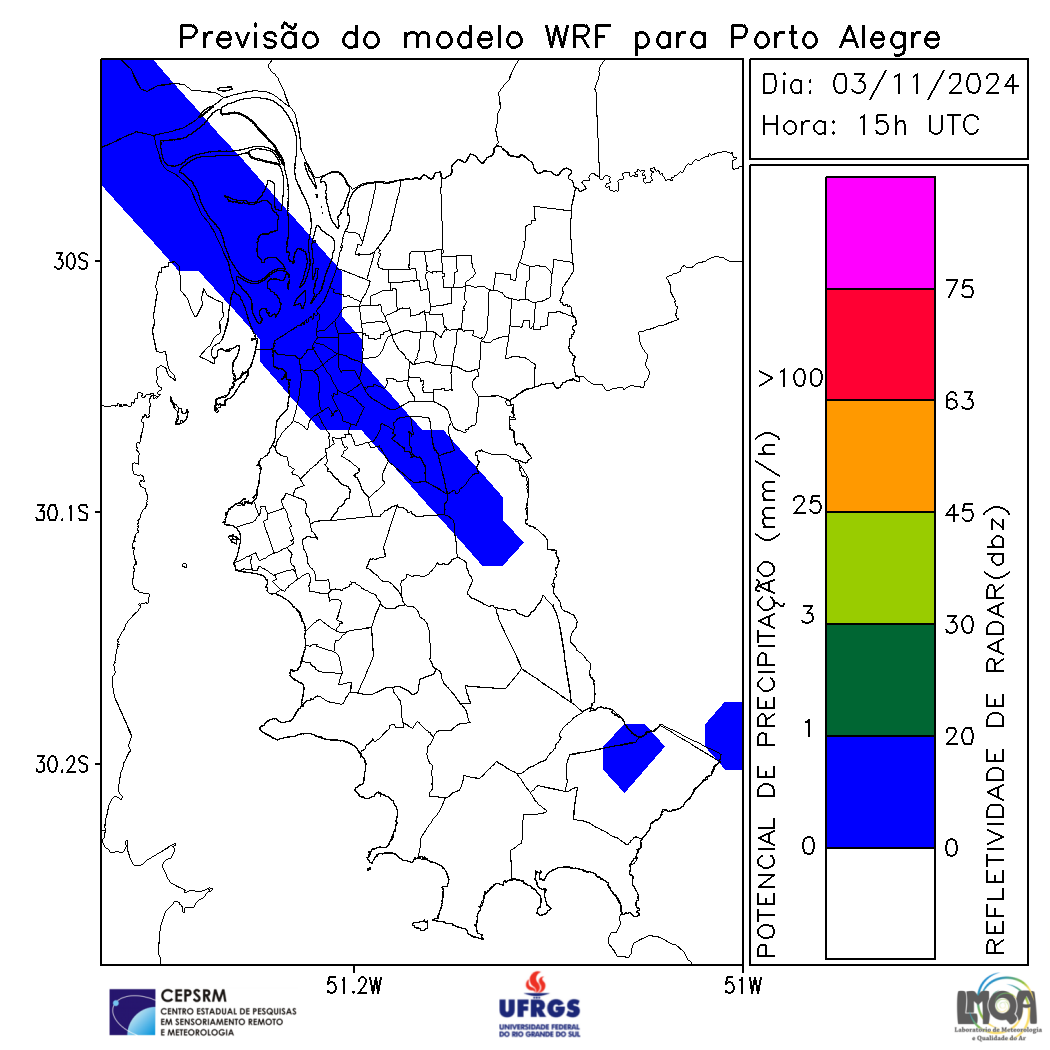 Previsão do modelo WRF para Porto Alegre
Dia: 03/11/2024
Hora: 15h UTC
30S
30.1S
30.2S
51.2W
51W
POTENCIAL DE PRECIPITAÇÃO (mm/h)
>100
25
3
1
0
75
63
45
30
20
0
REFLETIVIDADE DE RADAR(dbz)
CEPSRM
CENTRO ESTADUAL DE PESQUISAS
EM SENSORIAMENTO REMOTO
E METEOROLOGIA
UFRGS
UNIVERSIDADE FEDERAL
DO RIO GRANDE DO SUL
LMQA
Laboratório de Meteorologia
e Qualidade do Ar